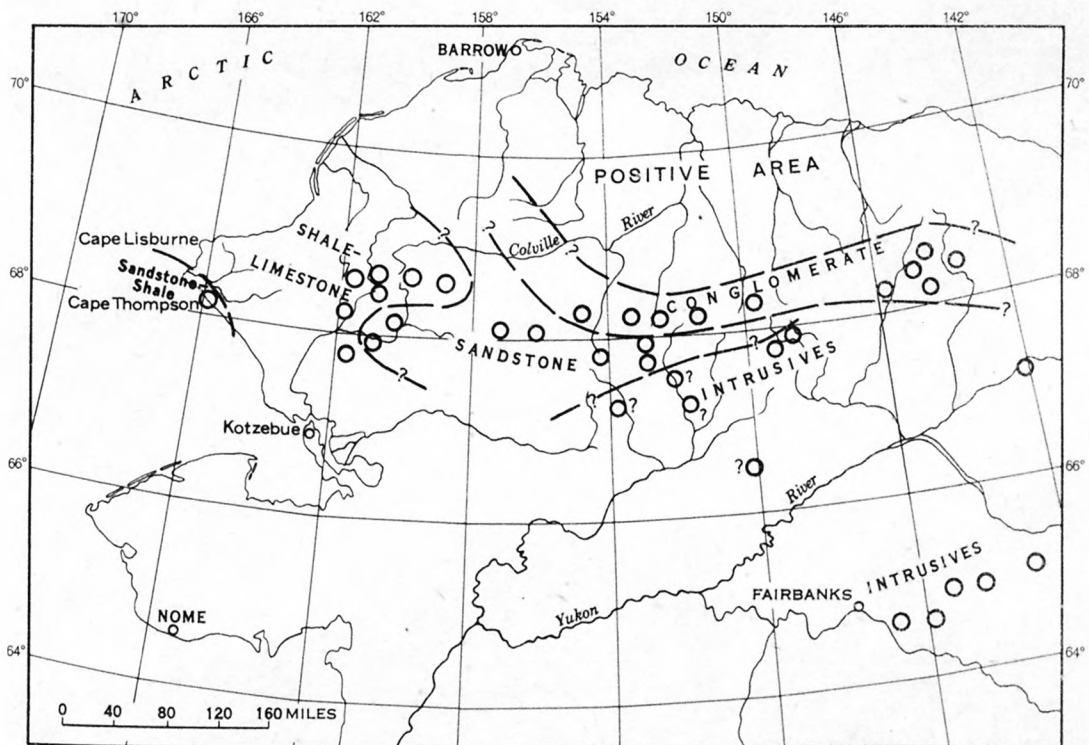 170° 166° 162° 158° 154° 150° 146° 142°
BARROW
ARCTIC OCEAN
70° 70°
POSITIVE AREA
?
?
River
Colville
?
?
Cape Lisburne
SHALE-
LIMESTONE
68° 68°
Sandstone-
Shale
CONGLOMERATE
Cape Thompson
?
SANDSTONE
?
INTRUSIVES
?
?
?
?
?
Kotzebue
66° 66°
?
River
INTRUSIVES
FAIRBANKS
Yukon
NOME
64° 64°
0 40 80 120 160 MILES